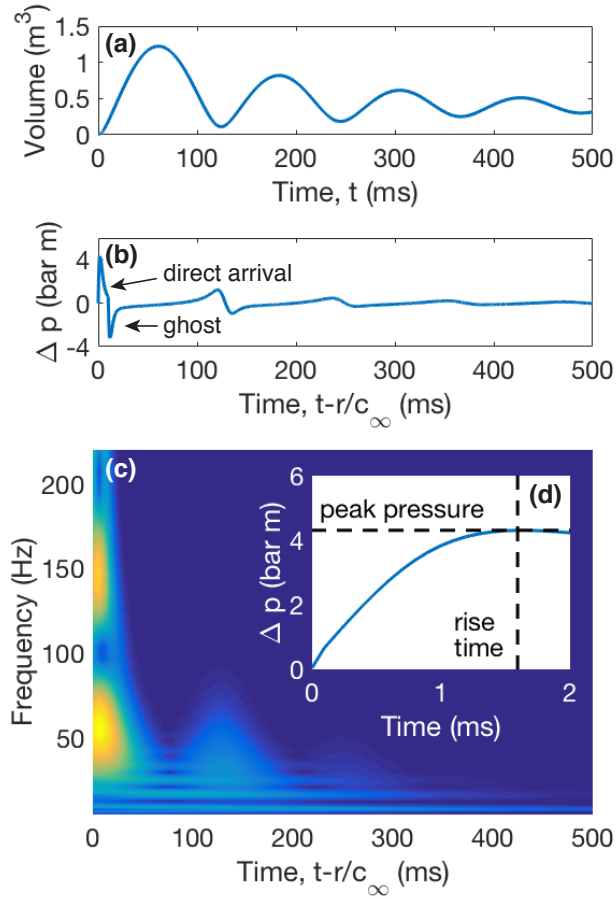 (a)
Volume (m³)
1.5
1
0.5
0
0 100 200 300 400 500
Time, t (ms)
(b)
Δ p (bar m)
4
0
-4
direct arrival
ghost
0 100 200 300 400 500
Time, t-r/c∞ (ms)
(c)
Frequency (Hz)
200
150
100
50
(d)
Δ p (bar m)
6
4
2
0
peak pressure
rise
time
0 1 2
Time (ms)
0 100 200 300 400 500
Time, t-r/c∞ (ms)